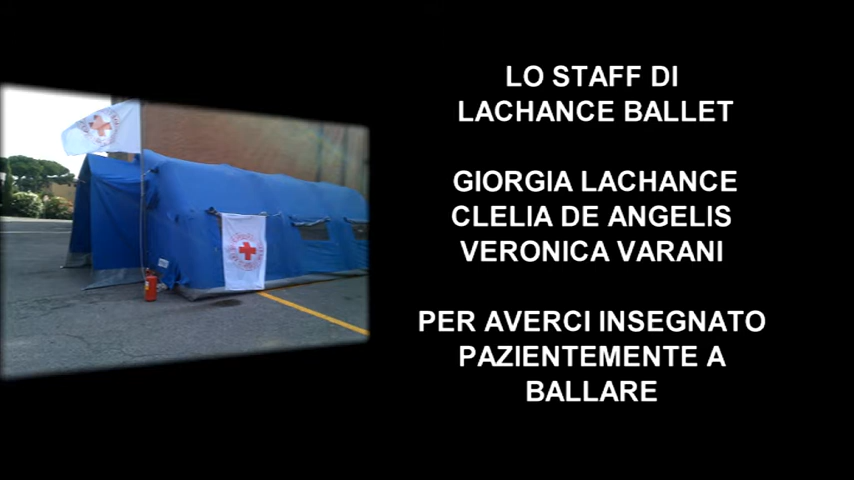 LO STAFF DI
LACHANCE BALLET
GIORGIA LACHANCE
CLELIA DE ANGELIS
VERONICA VARANI
PER AVERCI INSEGNATO
PAZIENTEMENTE A
BALLARE